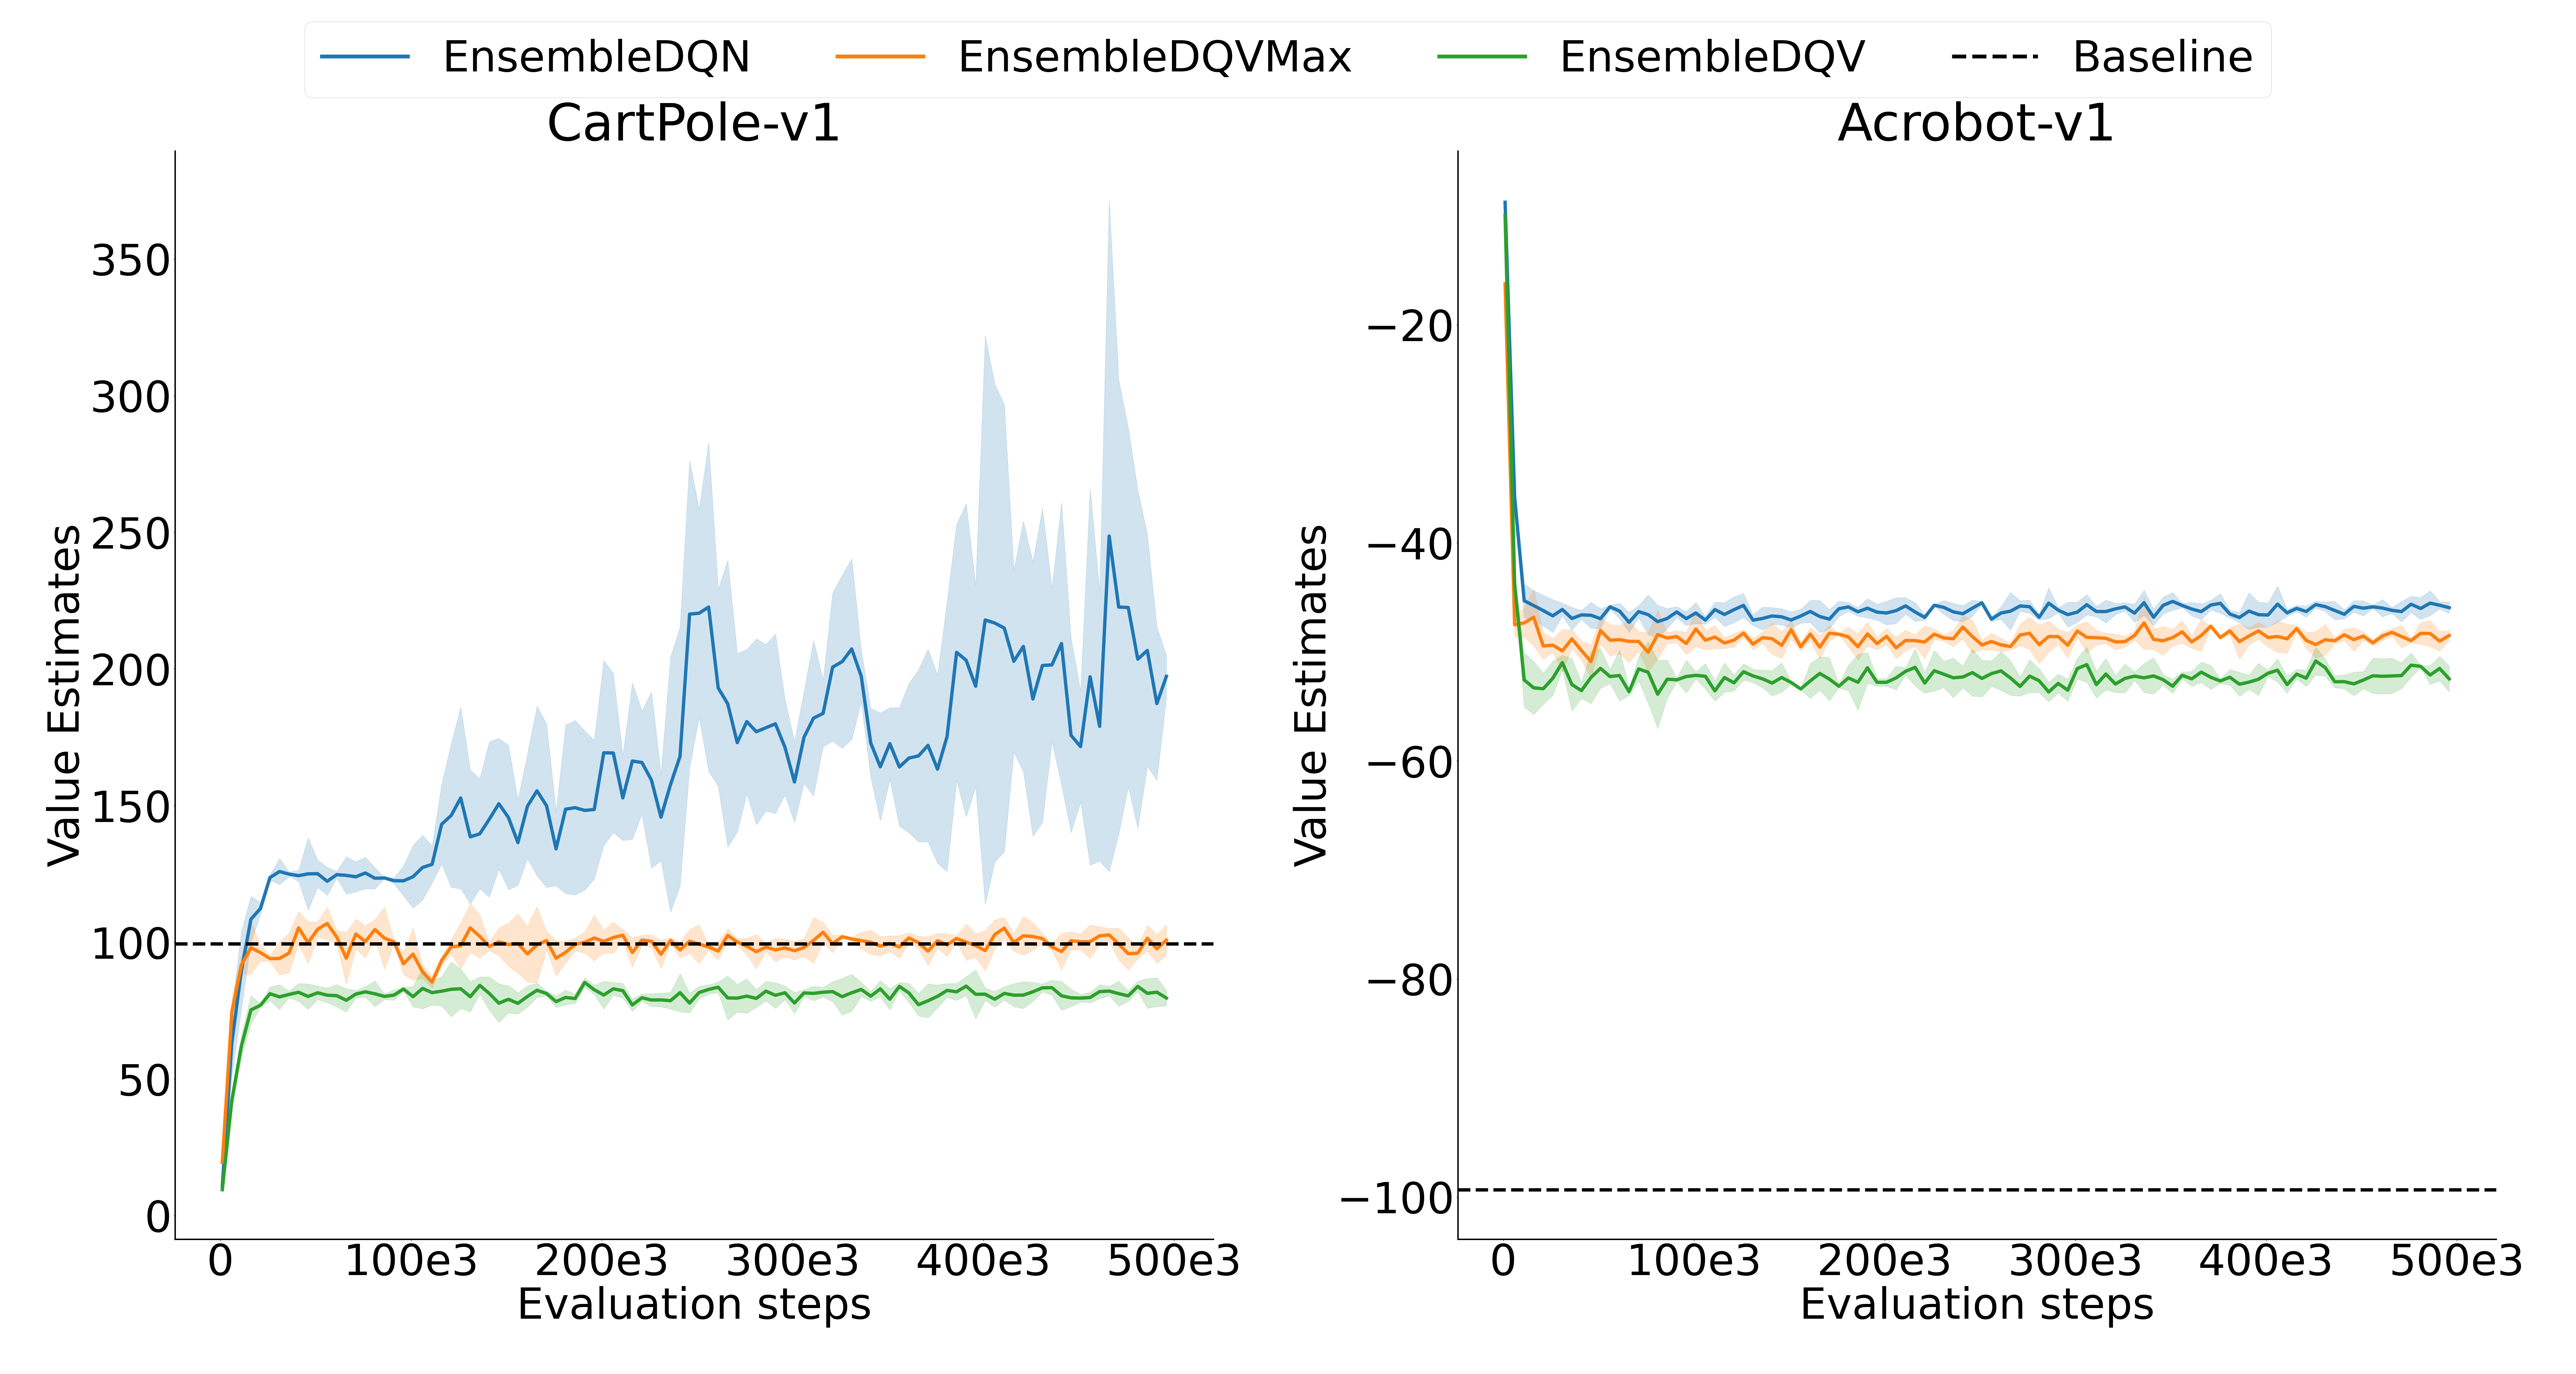 EnsembleDQN EnsembleDQVMax EnsembleDQV Baseline
CartPole-v1
Value Estimates
350
300
250
200
150
100
50
0
0 100e3 200e3 300e3 400e3 500e3
Evaluation steps
Acrobot-v1
Value Estimates
−20
−40
−60
−80
−100
0 100e3 200e3 300e3 400e3 500e3
Evaluation steps